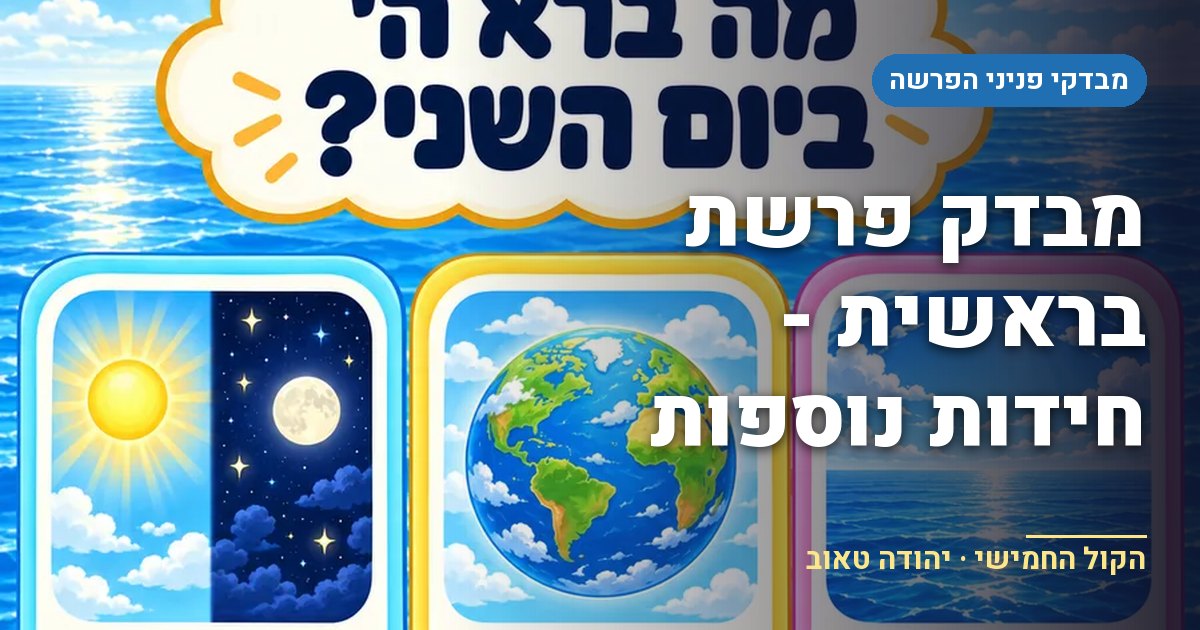 מה ברא ה'
ביום השני?
מבדקי פניני הפרשה
מבדק פרשת
בראשית -
חידות נוספות
הקול החמישי · יהודה טאוב